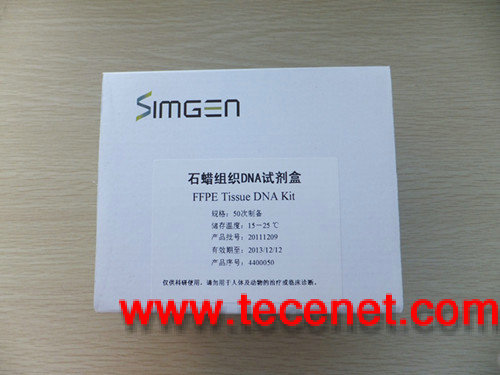 SIMGEN
石蜡组织DNA试剂盒
FFPE Tissue DNA Kit
规格：50次制备
储存温度：15－25 ℃
产品批号：20111209
有效期至：2013/12/12
产品序号：4400050
仅供科研使用，请勿用于人体及动物的治疗或临床诊断。
www.tecenet.com